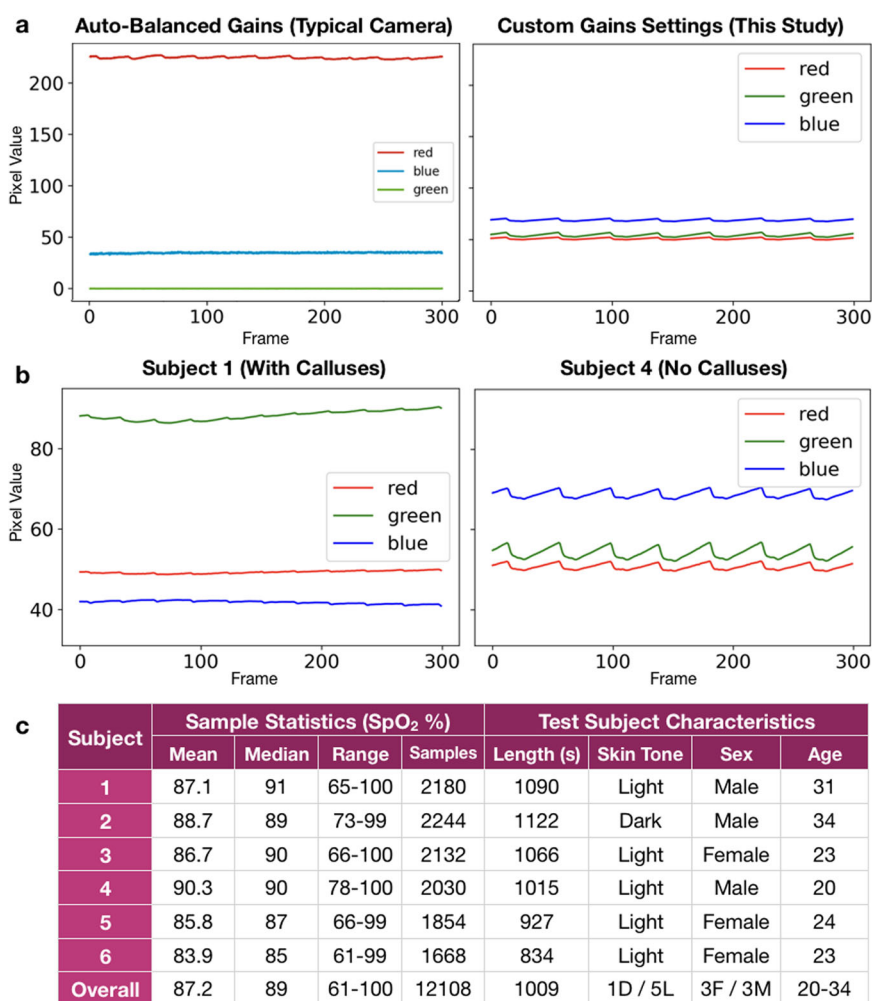 a
Auto-Balanced Gains (Typical Camera)
Custom Gains Settings (This Study)
Pixel Value
200
150
100
50
0
red
blue
green
0 100 200 300
Frame
red
green
blue
0 100 200 300
Frame
b
Subject 1 (With Calluses)
Subject 4 (No Calluses)
Pixel Value
80
60
40
red
green
blue
0 100 200 300
Frame
red
green
blue
0 100 200 300
Frame
c
Subject Sample Statistics (SpO₂ %) Test Subject Characteristics
Mean Median Range Samples Length (s) Skin Tone Sex Age
1 87.1 91 65-100 2180 1090 Light Male 31
2 88.7 89 73-99 2244 1122 Dark Male 34
3 86.7 90 66-100 2132 1066 Light Female 23
4 90.3 90 78-100 2030 1015 Light Male 20
5 85.8 87 66-99 1854 927 Light Female 24
6 83.9 85 61-99 1668 834 Light Female 23
Overall 87.2 89 61-100 12108 1009 1D / 5L 3F / 3M 20-34